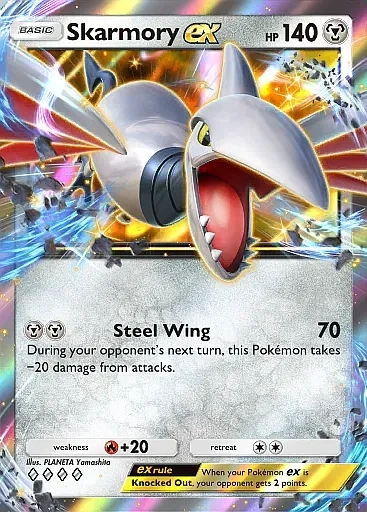 BASIC Skarmory ex HP 140
Steel Wing 70
During your opponent's next turn, this Pokémon takes
−20 damage from attacks.
weakness +20 retreat
Illus. PLANETA Yamashita
ex rule When your Pokémon ex is
Knocked Out, your opponent gets 2 points.